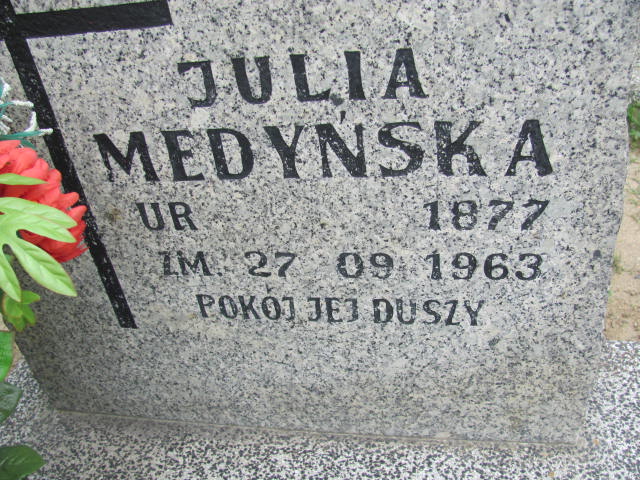 JULIA
MEDYŃSKA
UR 1877
ZM. 27 09 1963
POKÓJ JEJ DUSZY